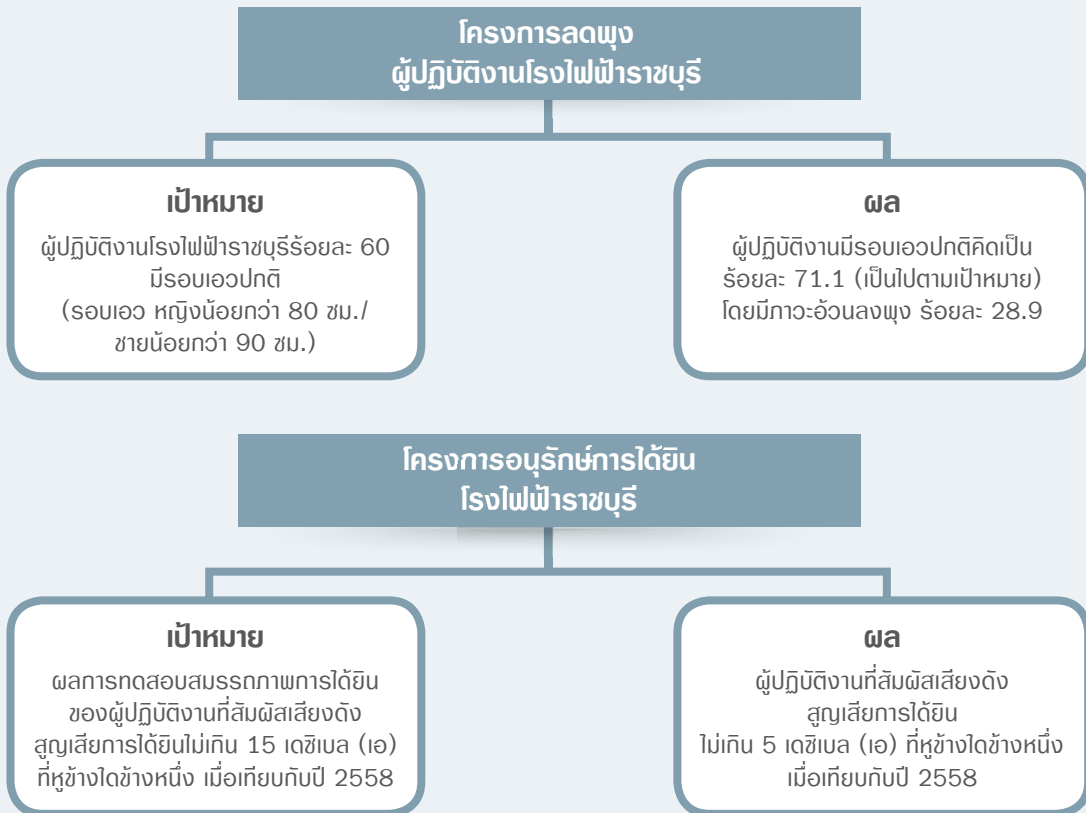 โครงการลดพุง
ผู้ปฏิบัติงานโรงไฟฟ้าราชบุรี
เป้าหมาย
ผู้ปฏิบัติงานโรงไฟฟ้าราชบุรีร้อยละ 60
มีรอบเอวปกติ
(รอบเอว หญิงน้อยกว่า 80 ซม./
ชายน้อยกว่า 90 ซม.)
ผล
ผู้ปฏิบัติงานมีรอบเอวปกติคิดเป็น
ร้อยละ 71.1 (เป็นไปตามเป้าหมาย)
โดยมีภาวะอ้วนลงพุง ร้อยละ 28.9
โครงการอนุรักษ์การได้ยิน
โรงไฟฟ้าราชบุรี
เป้าหมาย
ผลการทดสอบสมรรถภาพการได้ยิน
ของผู้ปฏิบัติงานที่สัมผัสเสียงดัง
สูญเสียการได้ยินไม่เกิน 15 เดซิเบล (เอ)
ที่หูข้างใดข้างหนึ่ง เมื่อเทียบกับปี 2558
ผล
ผู้ปฏิบัติงานที่สัมผัสเสียงดัง
สูญเสียการได้ยิน
ไม่เกิน 5 เดซิเบล (เอ) ที่หูข้างใดข้างหนึ่ง
เมื่อเทียบกับปี 2558